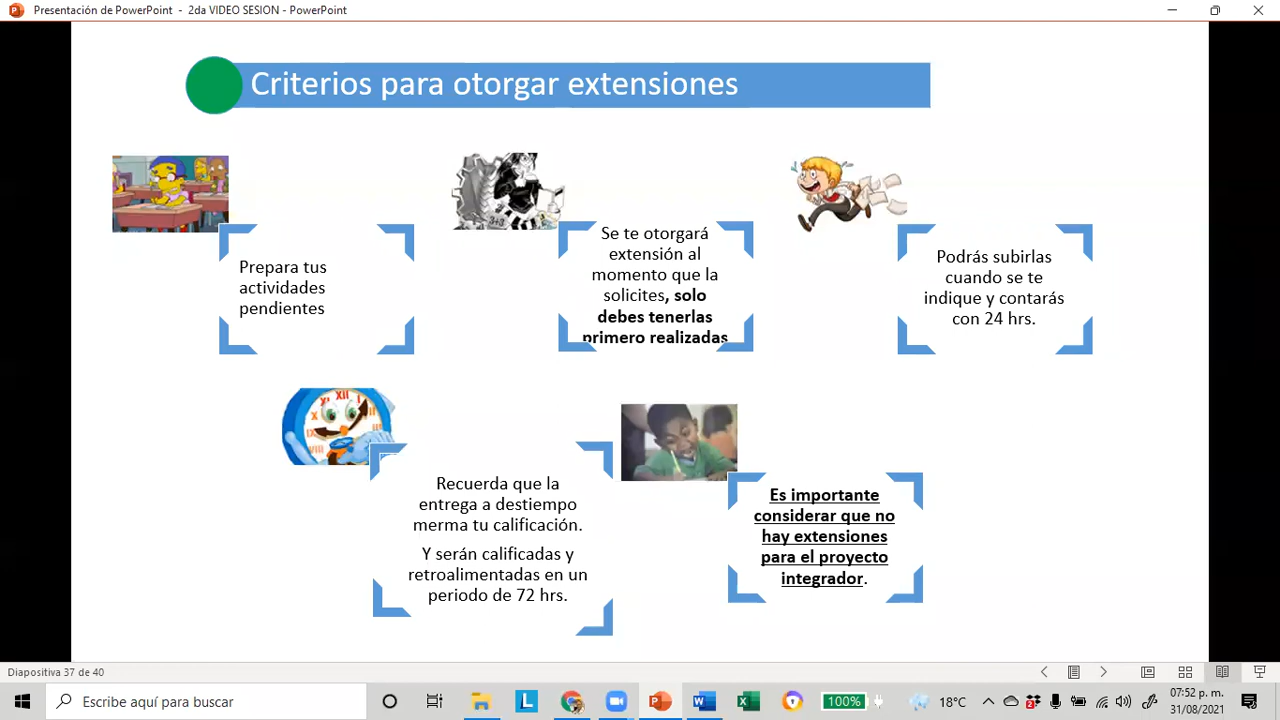 Presentación de PowerPoint - 2da VIDEO SESION - PowerPoint
Criterios para otorgar extensiones
Prepara tus
actividades
pendientes
Se te otorgará
extensión al
momento que la
solicites, solo
debes tenerlas
primero realizadas
Podrás subirlas
cuando se te
indique y contarás
con 24 hrs.
Recuerda que la
entrega a destiempo
merma tu calificación.
Y serán calificadas y
retroalimentadas en un
periodo de 72 hrs.
Es importante
considerar que no
hay extensiones
para el proyecto
integrador.
Diapositiva 37 de 40
Escribe aquí para buscar
100%
18°C
07:52 p. m.
31/08/2021